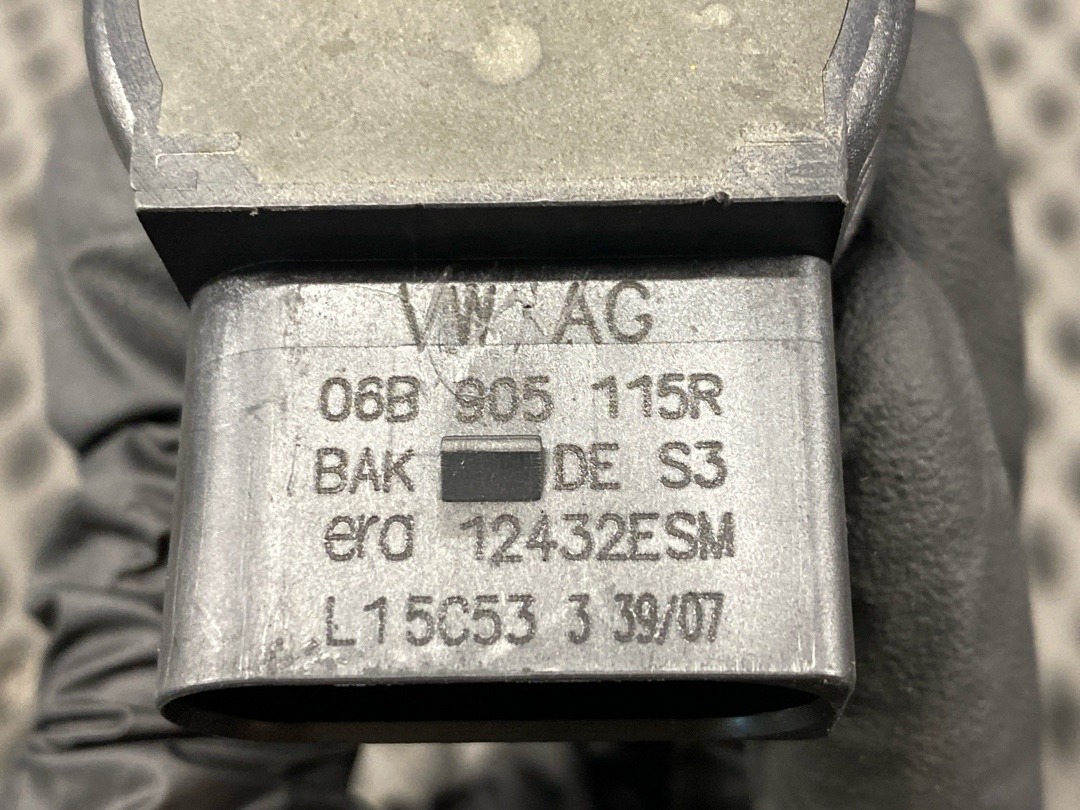 VW AG
06B 905 115R
BAK DE S3
era 12432ESM
L15C53 3 39/07